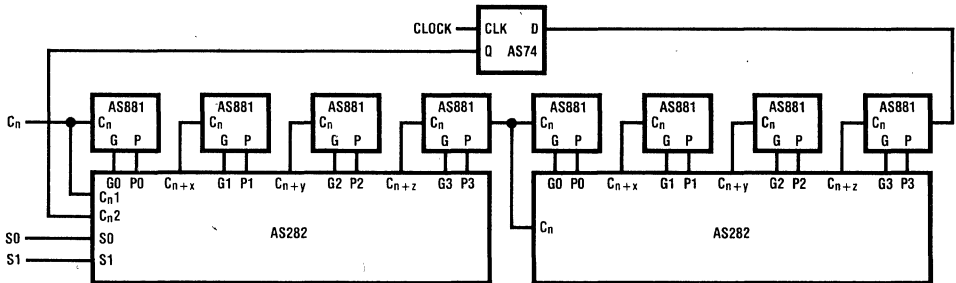 CLOCK CLK D
Q AS74
AS881 AS881 AS881 AS881 AS881 AS881 AS881 AS881
Cn Cn Cn Cn Cn Cn Cn Cn Cn
G P G P G P G P G P G P G P G P
G0 P0 Cn+x G1 P1 Cn+y G2 P2 Cn+z G3 P3 G0 P0 Cn+x G1 P1 Cn+y G2 P2 Cn+z G3 P3
Cn1
Cn2 Cn
S0 S0 AS282 AS282
S1 S1